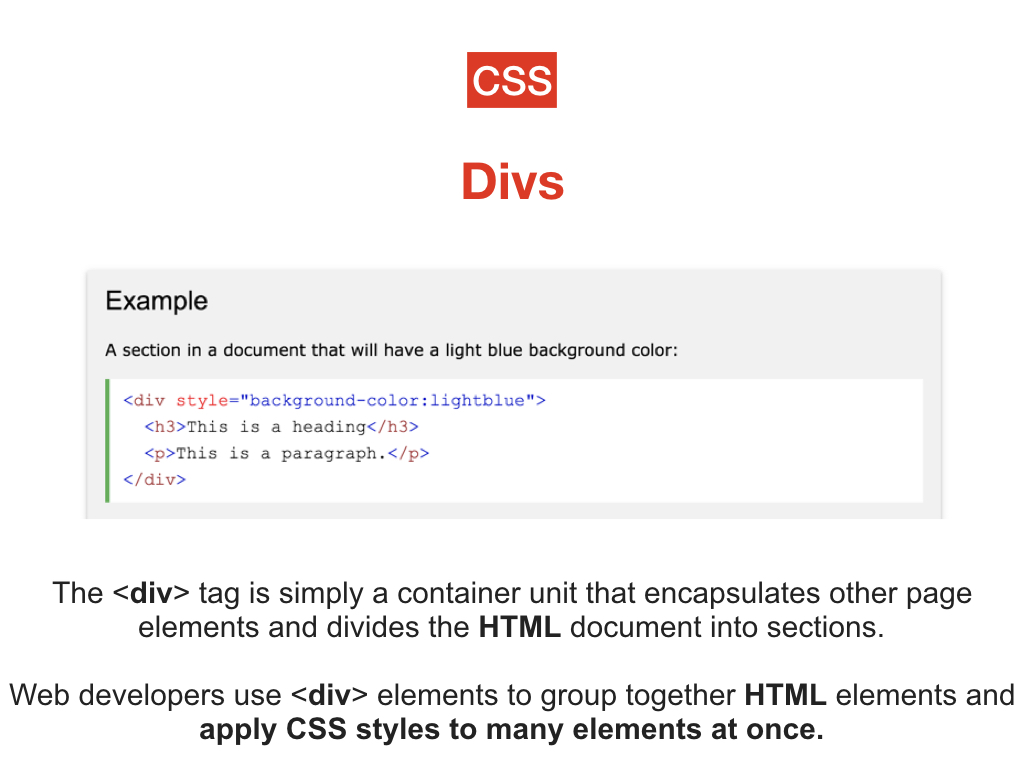 CSS
Divs
Example
A section in a document that will have a light blue background color:
<div style="background-color:lightblue">
<h3>This is a heading</h3>
<p>This is a paragraph.</p>
</div>
The <div> tag is simply a container unit that encapsulates other page
elements and divides the HTML document into sections.
Web developers use <div> elements to group together HTML elements and
apply CSS styles to many elements at once.